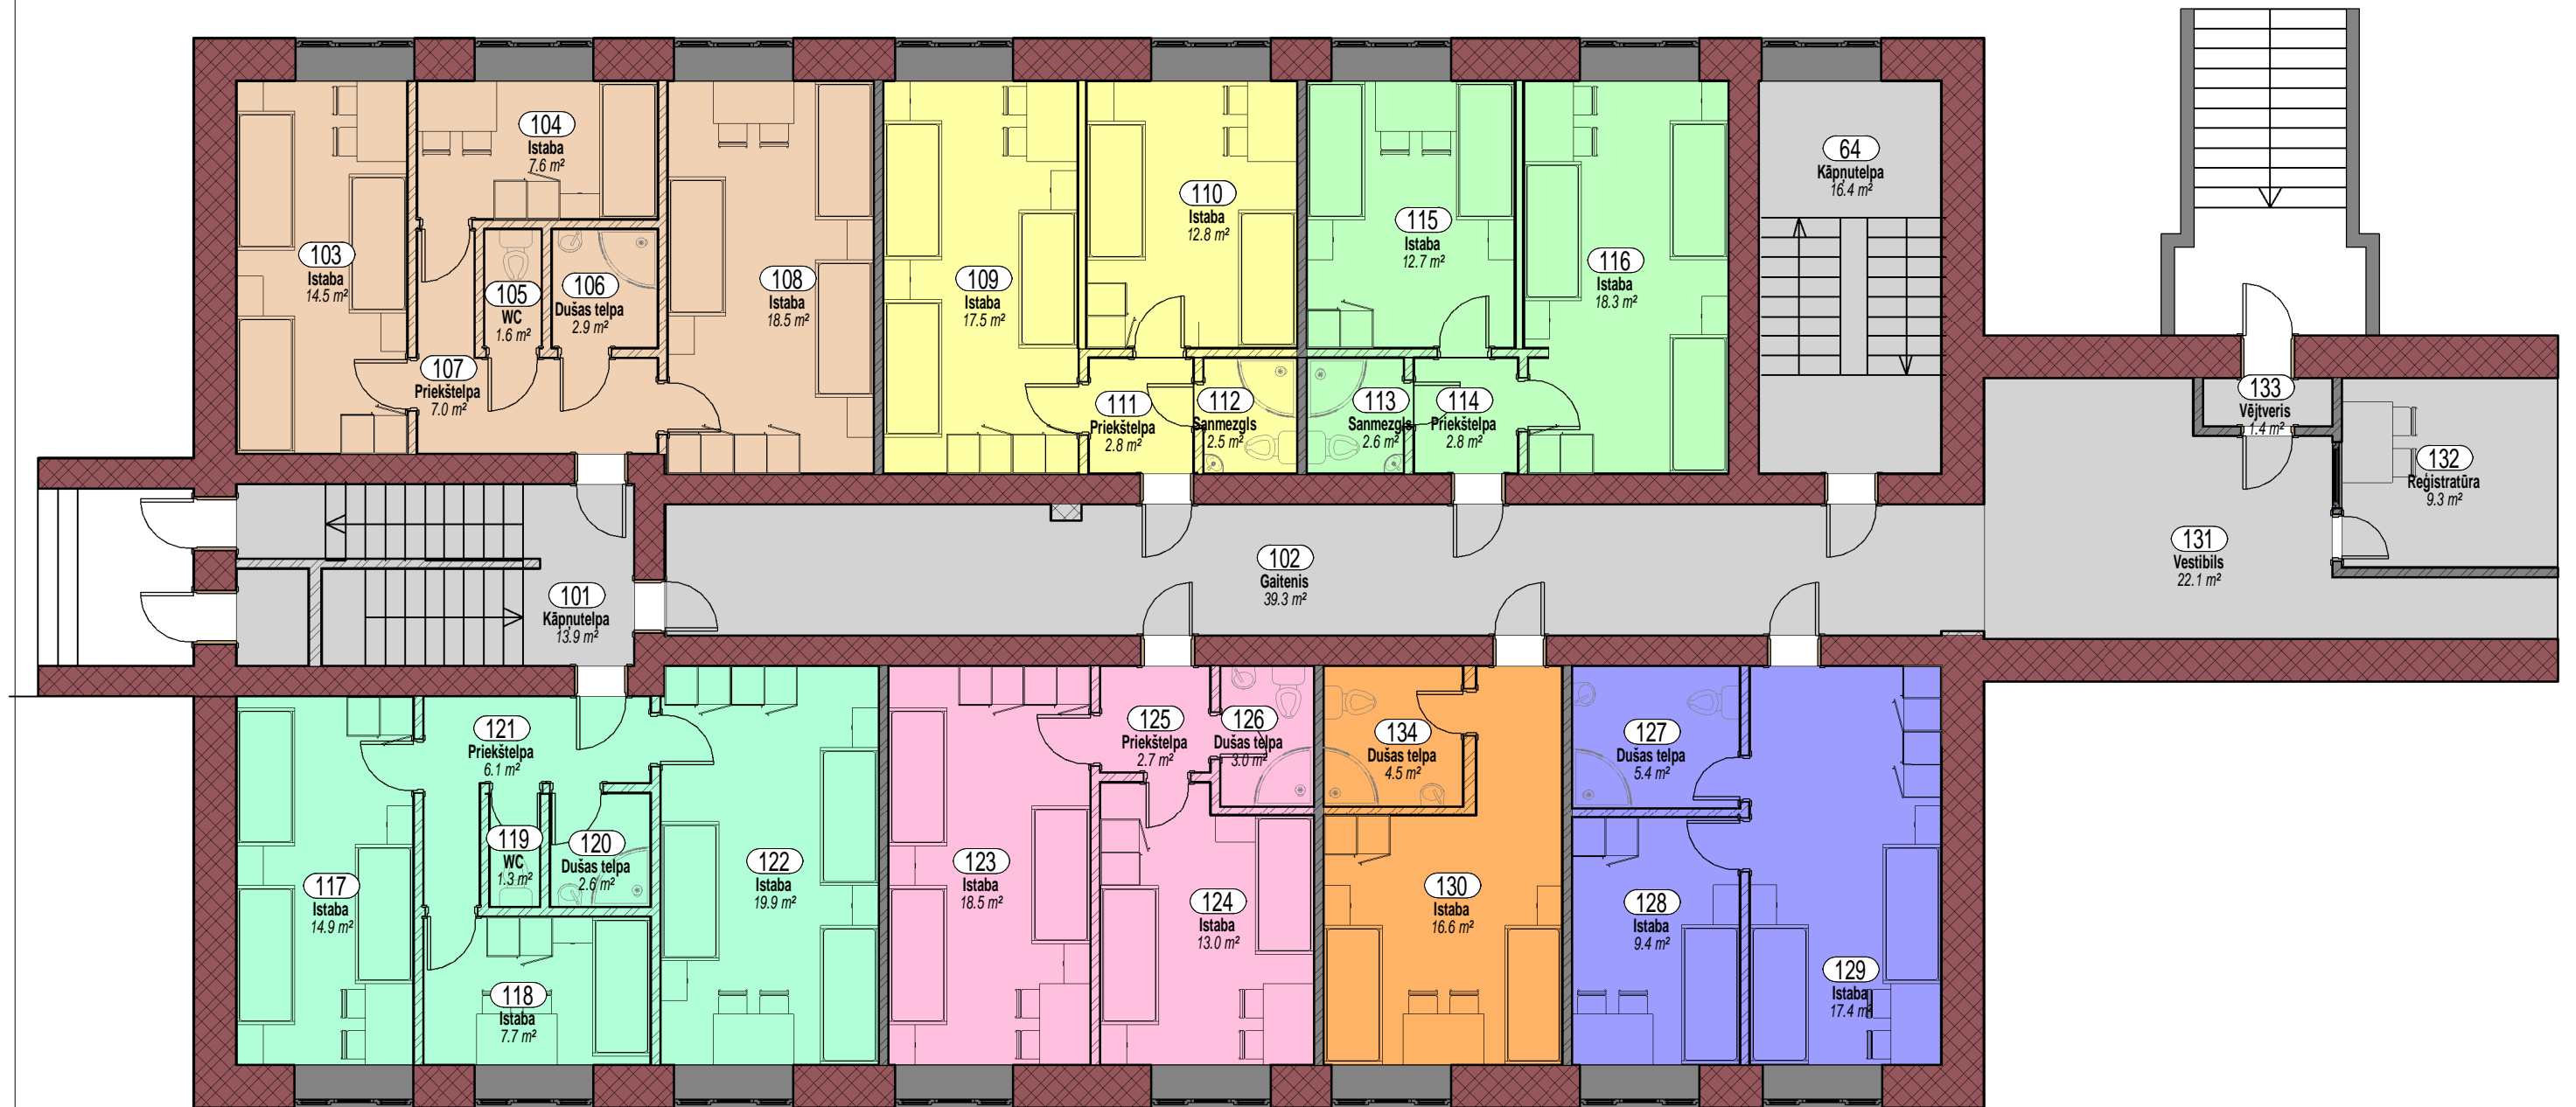 104
Istaba
7.6 m²
64
Kāpņutelpa
16.4 m²
110
Istaba
12.8 m²
115
Istaba
12.7 m²
103
Istaba
14.5 m²
105
WC
1.6 m²
106
Dušas telpa
2.9 m²
108
Istaba
18.5 m²
109
Istaba
17.5 m²
116
Istaba
18.3 m²
107
Priekštelpa
7.0 m²
111
Priekštelpa
2.8 m²
112
Sanmezgls
2.5 m²
113
Sanmezgls
2.6 m²
114
Priekštelpa
2.8 m²
133
Vējtveris
1.4 m²
132
Reģistratūra
9.3 m²
101
Kāpņutelpa
13.9 m²
102
Gaitenis
39.3 m²
131
Vestibils
22.1 m²
121
Priekštelpa
6.1 m²
125
Priekštelpa
2.7 m²
126
Dušas telpa
3.0 m²
134
Dušas telpa
4.5 m²
127
Dušas telpa
5.4 m²
119
WC
1.3 m²
120
Dušas telpa
2.6 m²
117
Istaba
14.9 m²
122
Istaba
19.9 m²
123
Istaba
18.5 m²
124
Istaba
13.0 m²
130
Istaba
16.6 m²
128
Istaba
9.4 m²
118
Istaba
7.7 m²
129
Istaba
17.4 m²